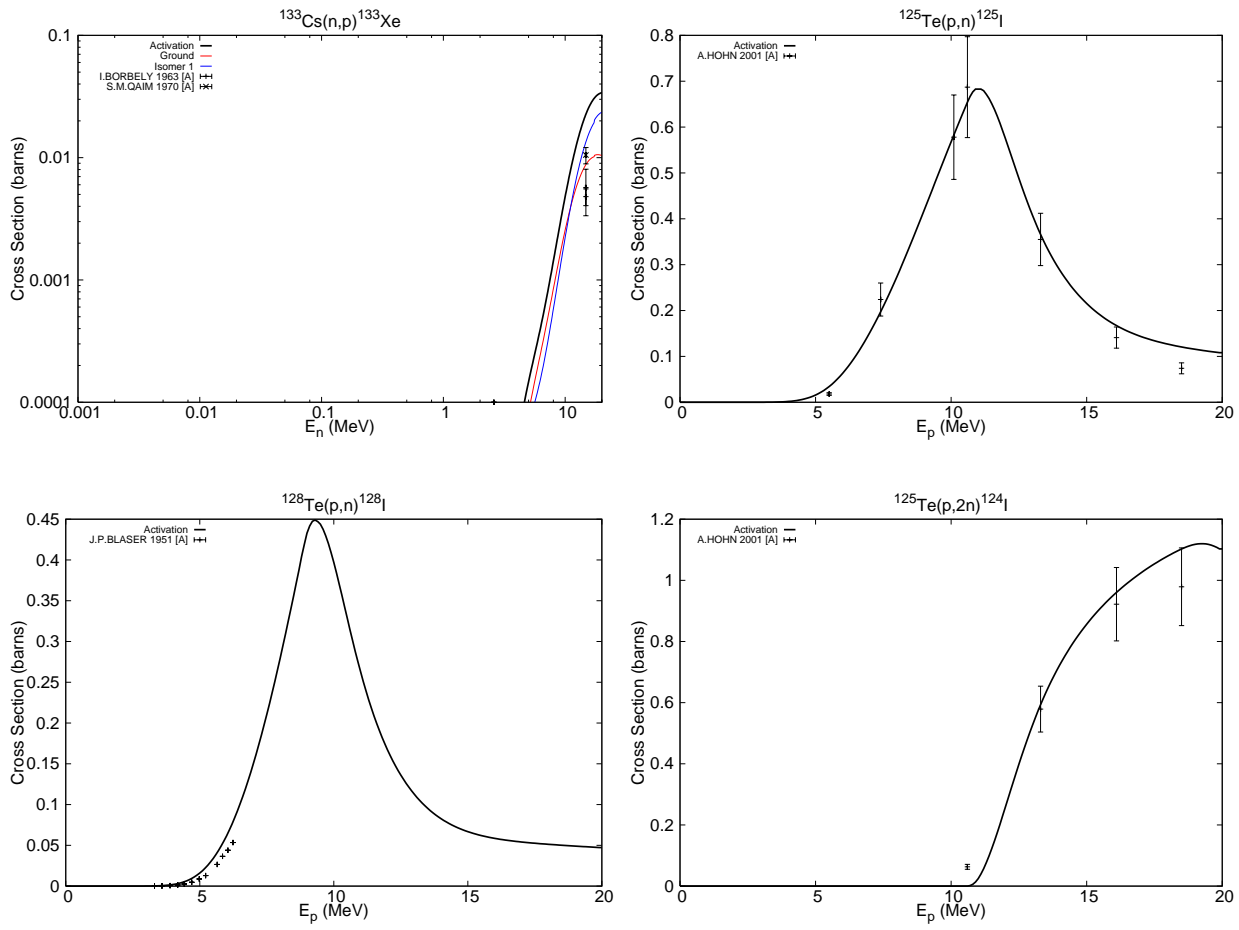 ¹³³Cs(n,p)¹³³Xe
Activation
Ground
Isomer 1
I.BORBELY 1963 [A]
S.M.QAIM 1970 [A]
Cross Section (barns)
0.1
0.01
0.001
0.0001
0.001 0.01 0.1 1 10
Eₙ (MeV)
¹²⁵Te(p,n)¹²⁵I
Activation
A.HOHN 2001 [A]
Cross Section (barns)
0.8
0.7
0.6
0.5
0.4
0.3
0.2
0.1
0
0 5 10 15 20
Eₚ (MeV)
¹²⁸Te(p,n)¹²⁸I
Activation
J.P.BLASER 1951 [A]
Cross Section (barns)
0.45
0.4
0.35
0.3
0.25
0.2
0.15
0.1
0.05
0
0 5 10 15 20
Eₚ (MeV)
¹²⁵Te(p,2n)¹²⁴I
Activation
A.HOHN 2001 [A]
Cross Section (barns)
1.2
1
0.8
0.6
0.4
0.2
0
0 5 10 15 20
Eₚ (MeV)